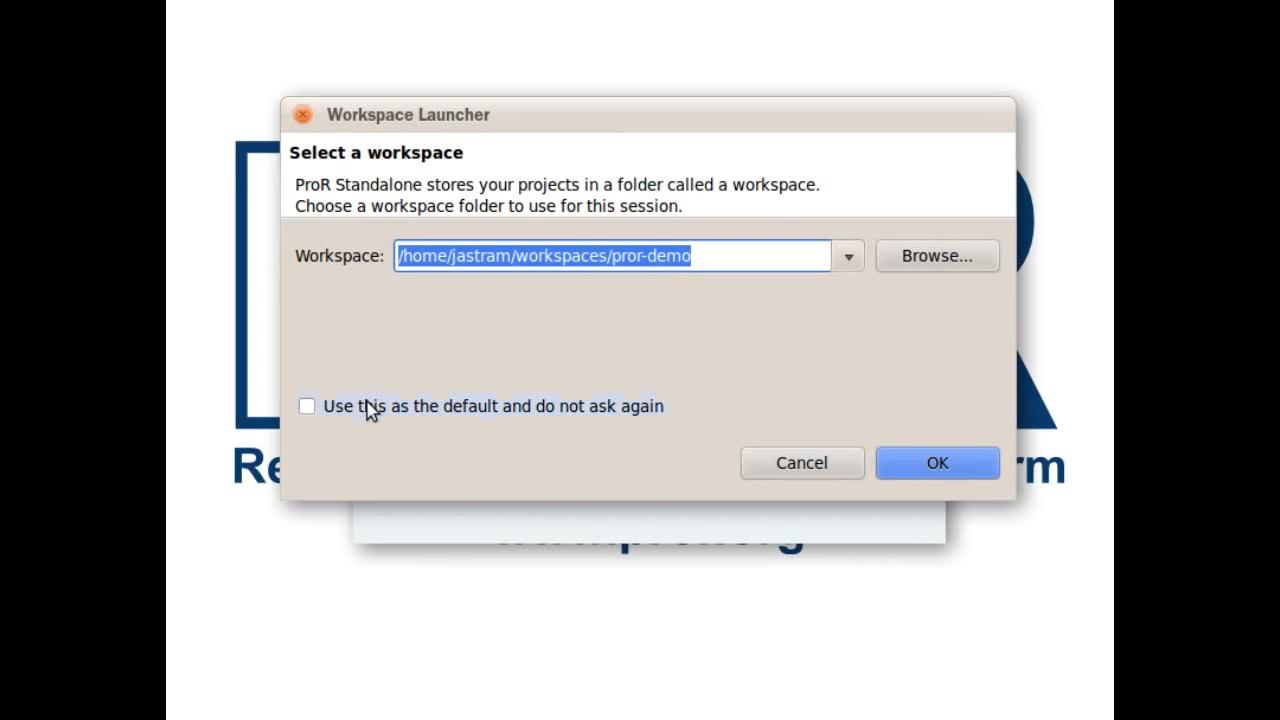 Workspace Launcher
Select a workspace
ProR Standalone stores your projects in a folder called a workspace.
Choose a workspace folder to use for this session.
Workspace: /home/jastram/workspaces/pror-demo Browse...
Use this as the default and do not ask again
Cancel OK